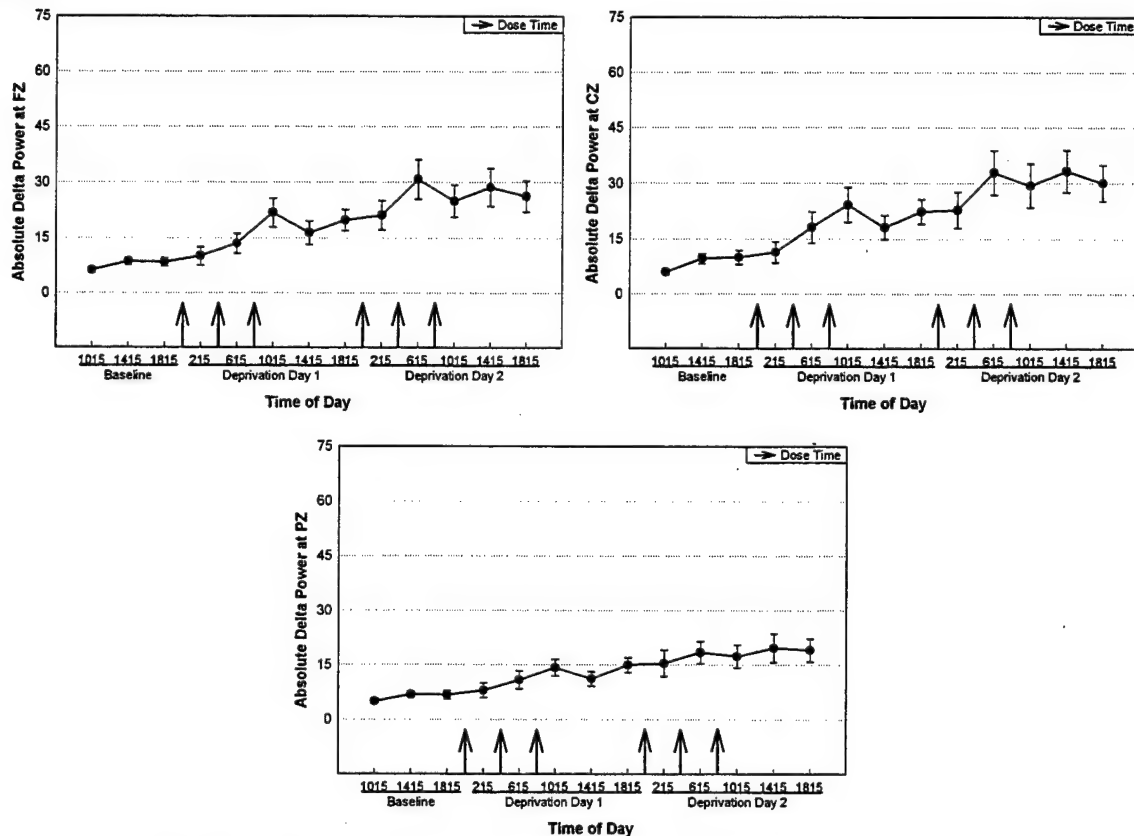 75
60
45
30
15
0
Absolute Delta Power at FZ
Dose Time
1015 1415 1815 215 615 1015 1415 1815 215 615 1015 1415 1815
Baseline Deprivation Day 1 Deprivation Day 2
Time of Day
75
60
45
30
15
0
Absolute Delta Power at CZ
Dose Time
1015 1415 1815 215 615 1015 1415 1815 215 615 1015 1415 1815
Baseline Deprivation Day 1 Deprivation Day 2
Time of Day
75
60
45
30
15
0
Absolute Delta Power at PZ
Dose Time
1015 1415 1815 215 615 1015 1415 1815 215 615 1015 1415 1815
Baseline Deprivation Day 1 Deprivation Day 2
Time of Day